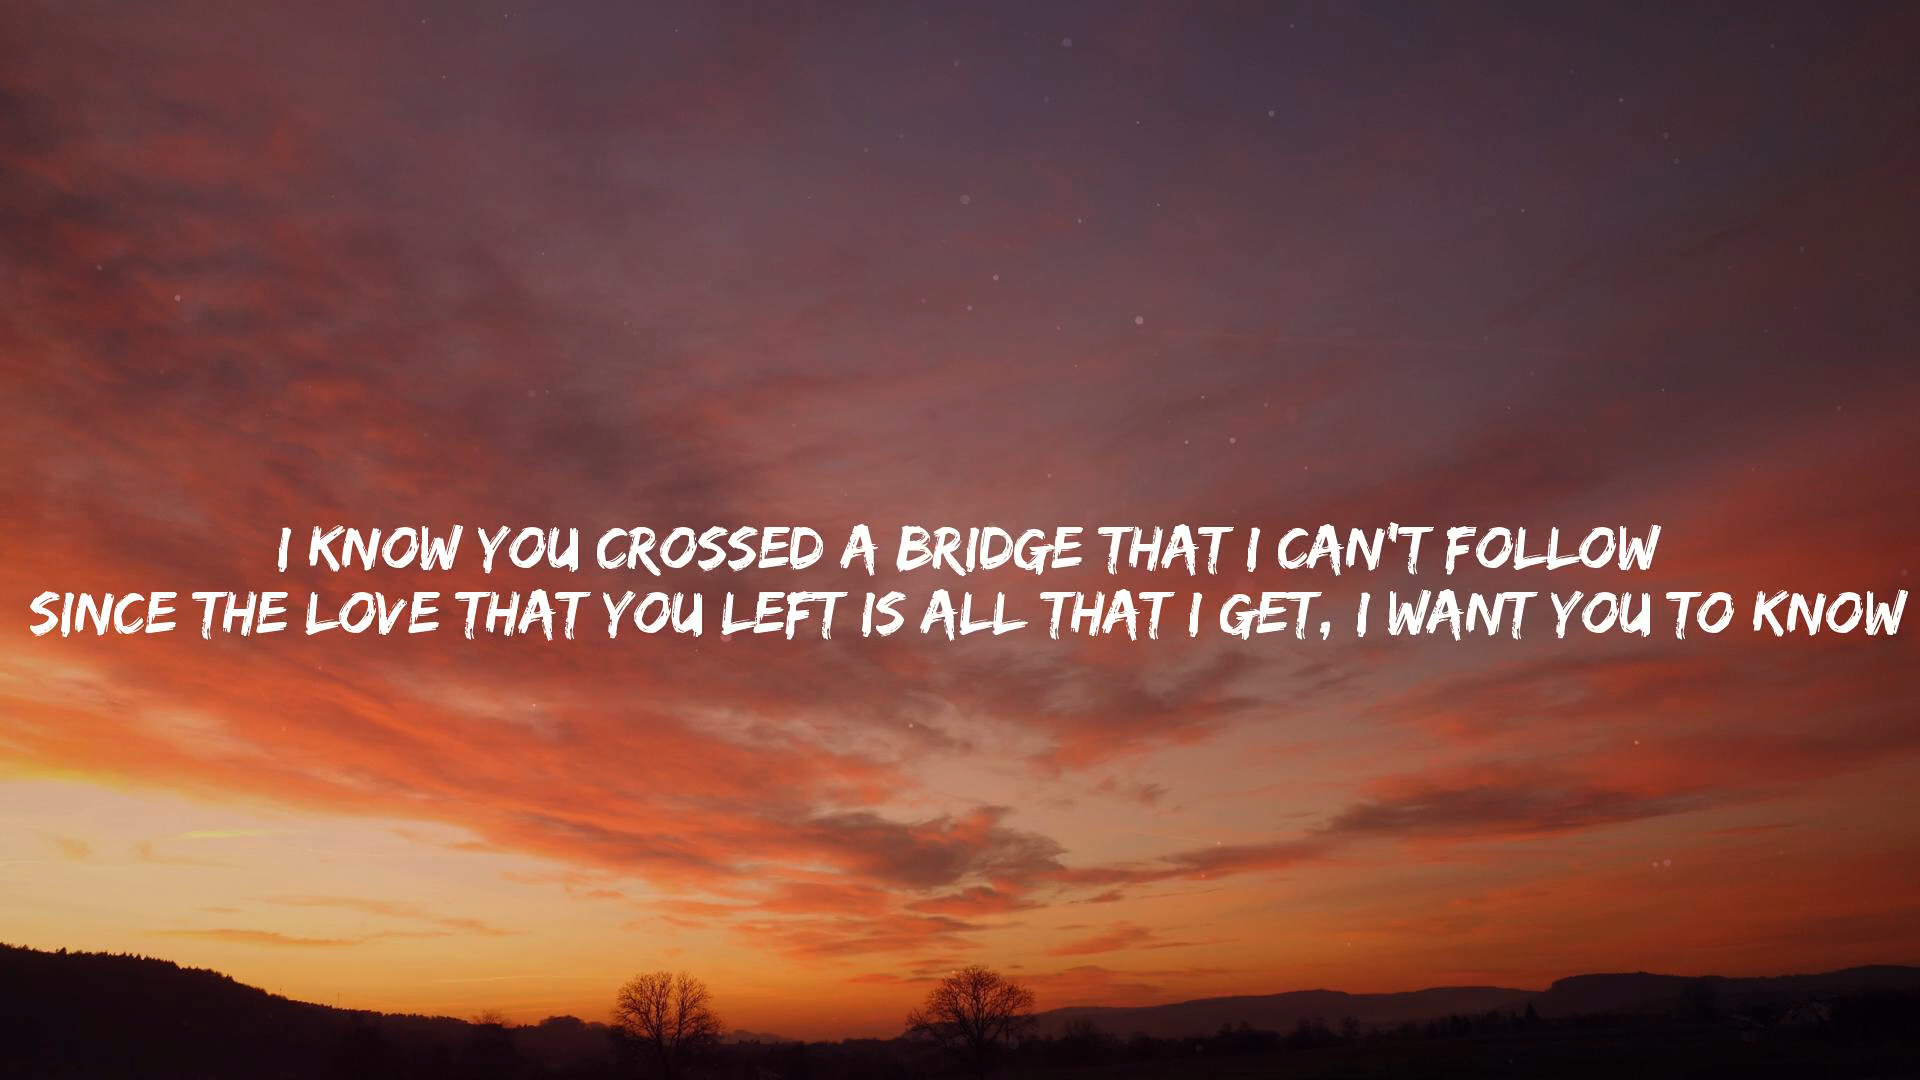 I KNOW YOU CROSSED A BRIDGE THAT I CAN'T FOLLOW
SINCE THE LOVE THAT YOU LEFT IS ALL THAT I GET, I WANT YOU TO KNOW